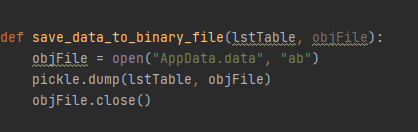 def save_data_to_binary_file(lstTable, objFile):
    objFile = open("AppData.data", "ab")
    pickle.dump(lstTable, objFile)
    objFile.close()